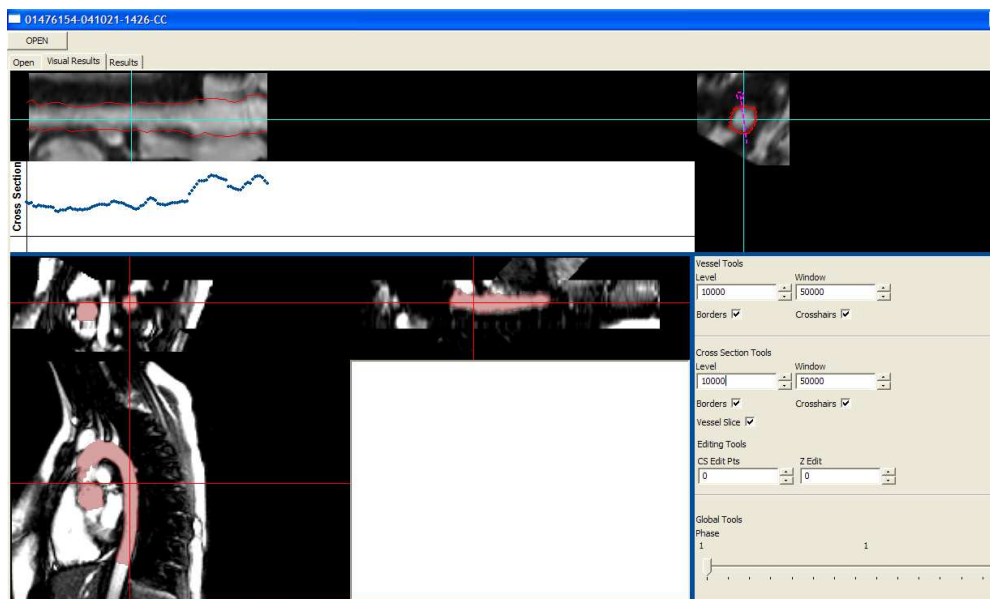 01476154-041021-1426-CC
OPEN
Open Visual Results Results
Cross Section
Vessel Tools
Level Window
10000 50000
Borders Crosshairs
Cross Section Tools
Level Window
10000 50000
Borders Crosshairs
Vessel Slice
Editing Tools
CS Edit Pts Z Edit
0 0
Global Tools
Phase
1 1